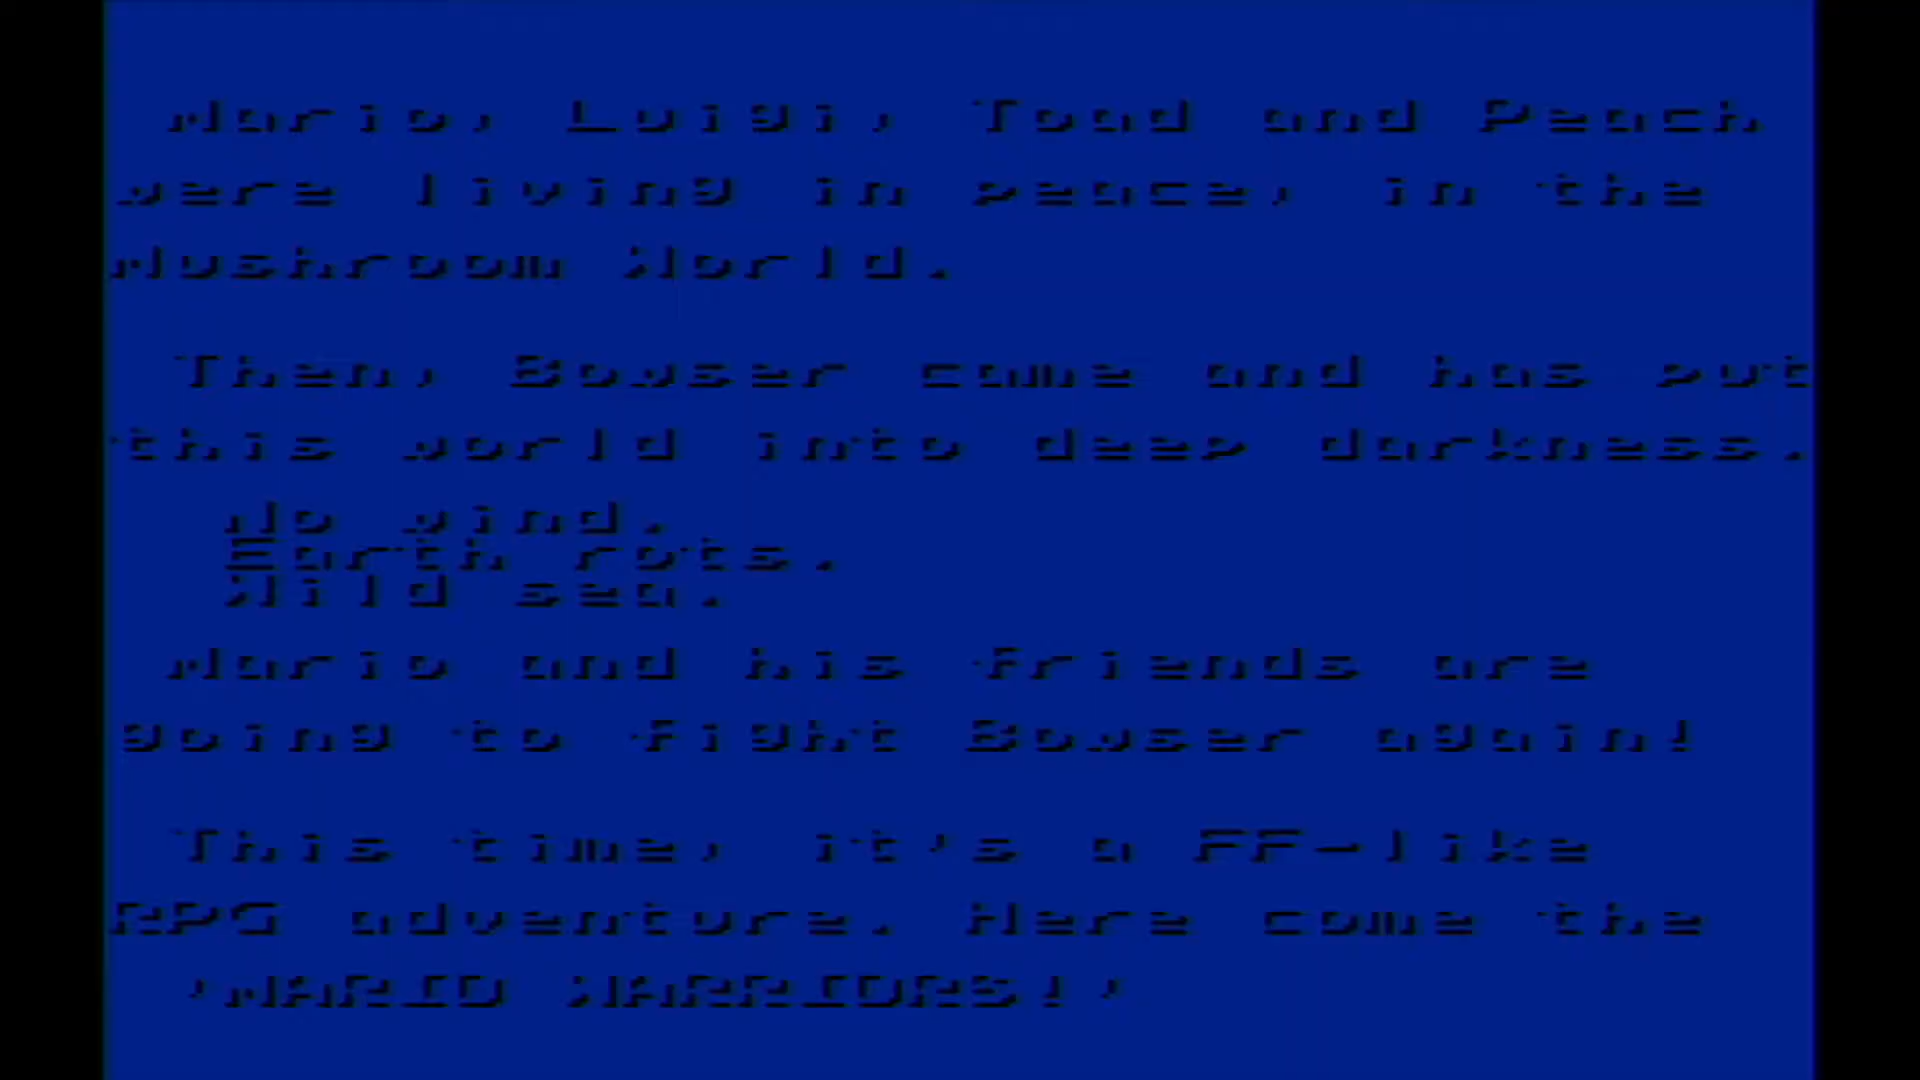 Mario, Luigi, Toad and Peach
were living in peace, in the
Mushroom World.
Then, Bowser came and has put
this world into deep darkness.
No wind.
Earth rots.
Wild sea.
Mario and his friends are
going to fight Bowser again!
This time, it's a FF-like
RPG adventure. Here come the
'MARIO WARRIORS!'